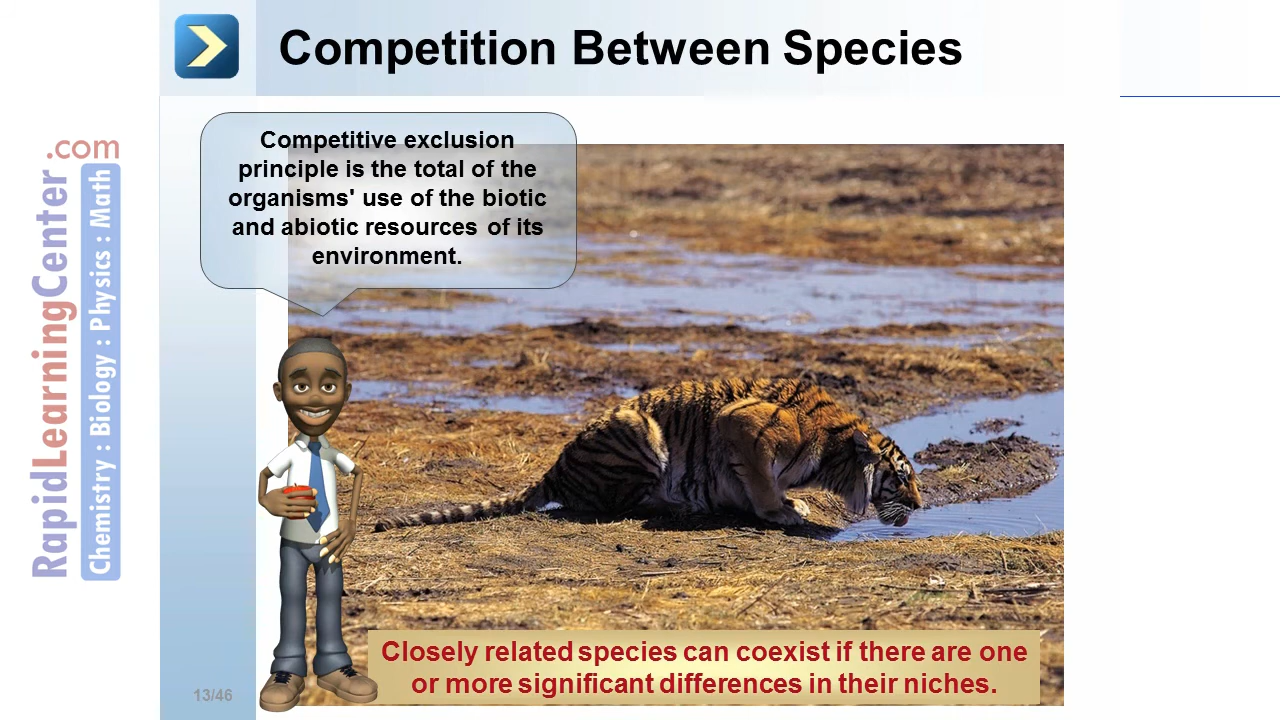 Competition Between Species
Competitive exclusion
principle is the total of the
organisms' use of the biotic
and abiotic resources of its
environment.
RapidLearningCenter.com
Chemistry : Biology : Physics : Math
Closely related species can coexist if there are one
or more significant differences in their niches.
13/46